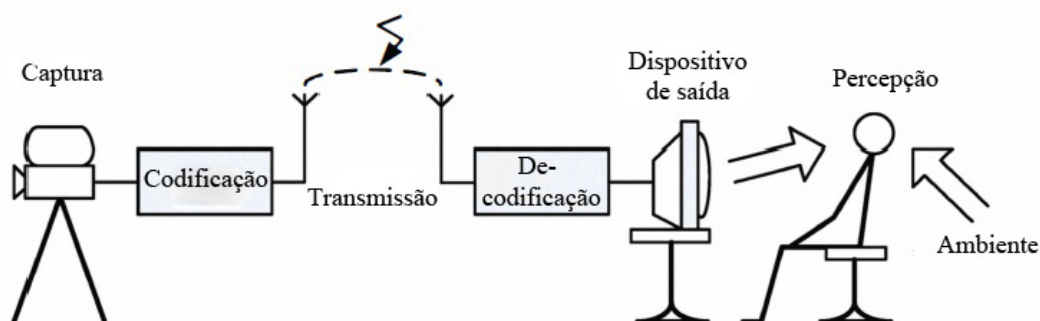 Captura
Codificação
Transmissão
De-
codificação
Dispositivo
de saída
Percepção
Ambiente